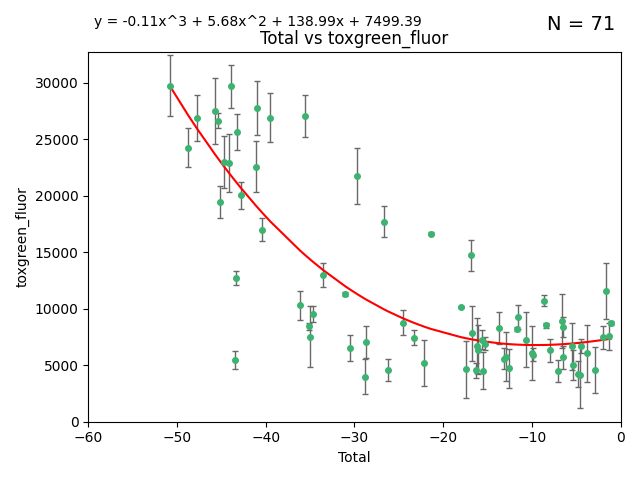 y = -0.11x^3 + 5.68x^2 + 138.99x + 7499.39
N = 71
Total vs toxgreen_fluor
30000
25000
20000
15000
10000
5000
0
toxgreen_fluor
−60 −50 −40 −30 −20 −10 0
Total